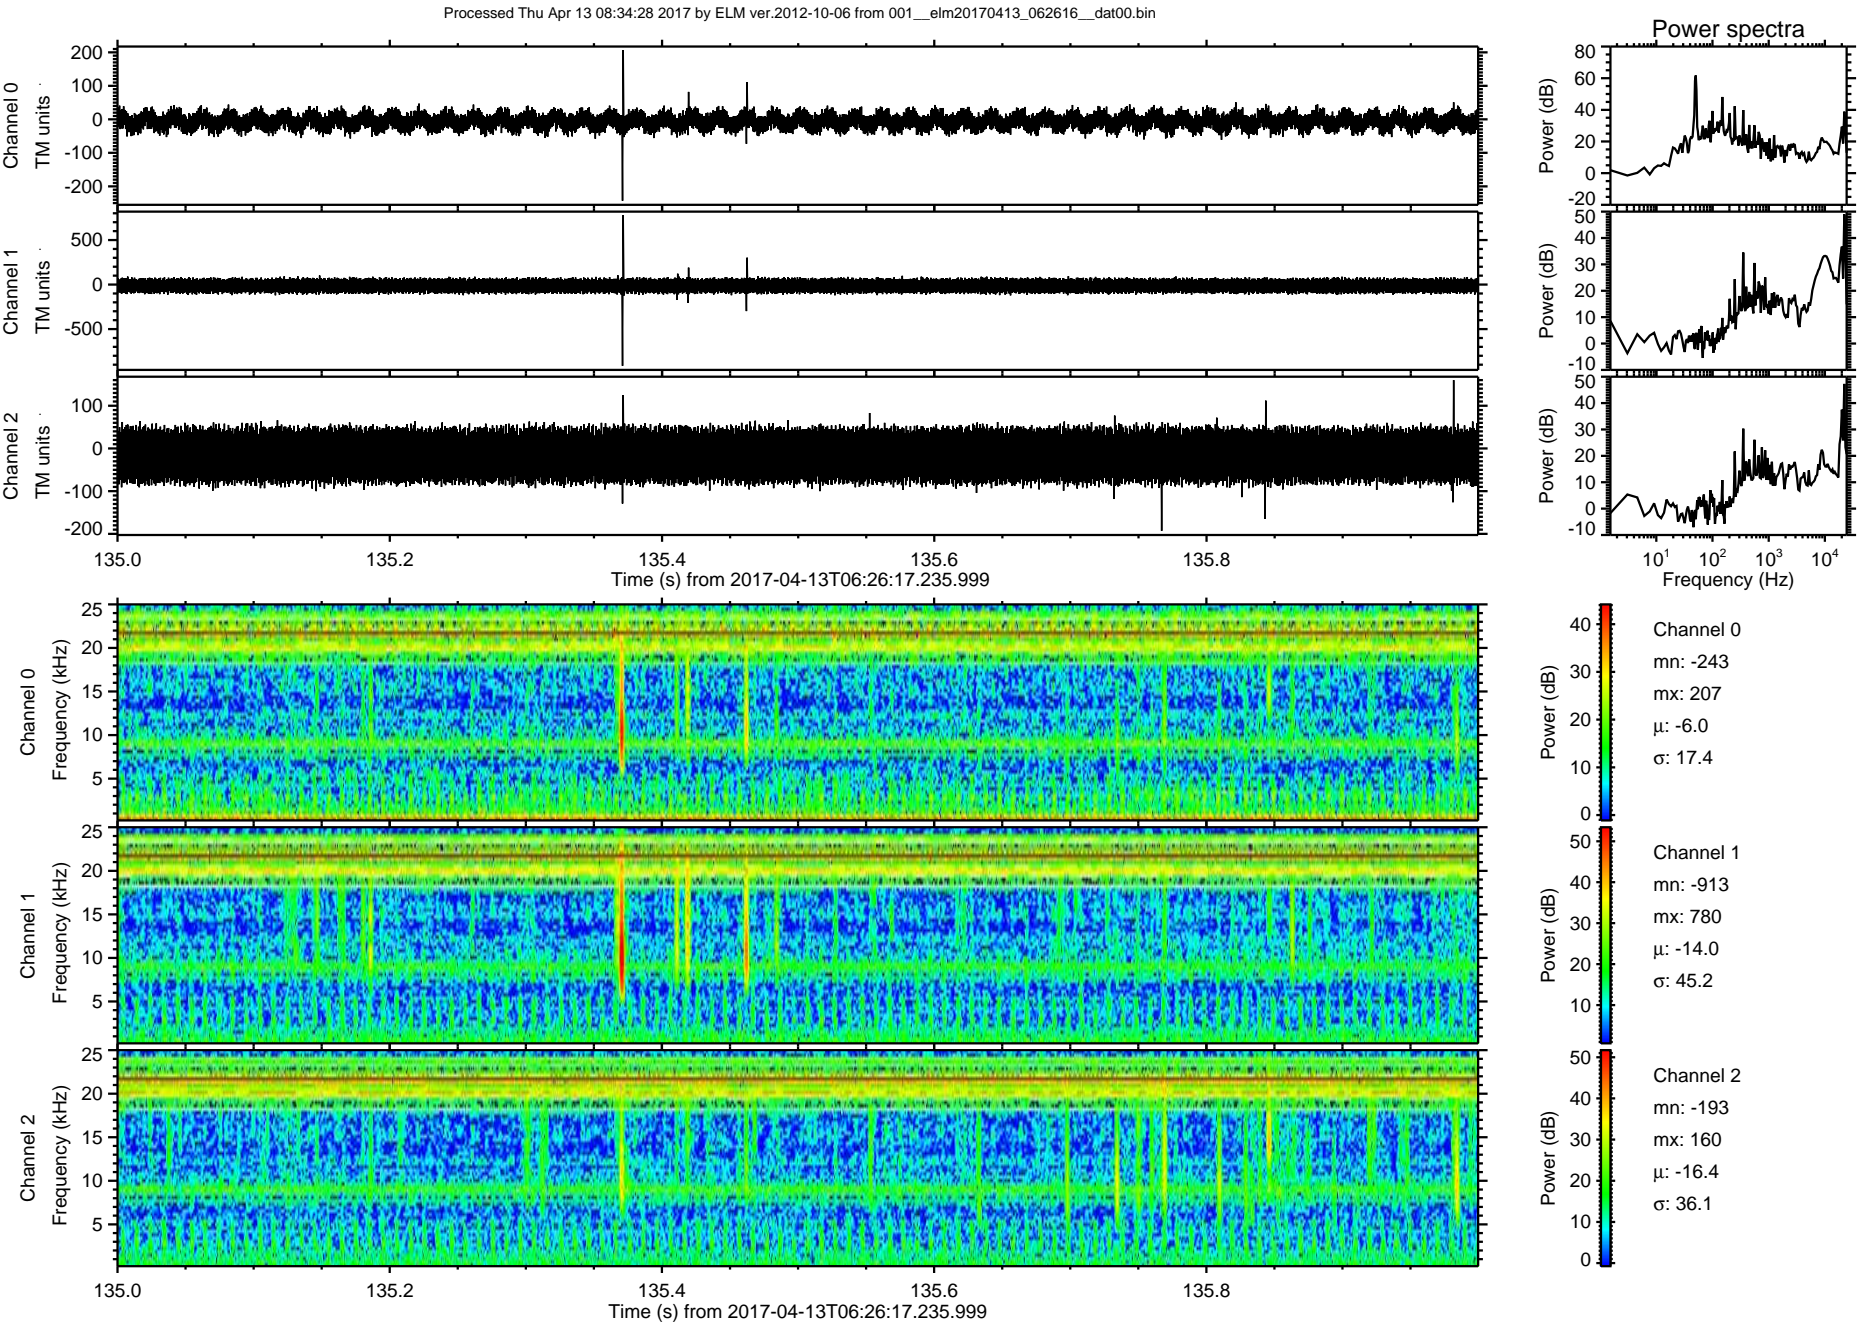 Processed Thu Apr 13 08:34:28 2017 by ELM ver.2012-10-06 from 001__elm20170413_062616__dat00.bin
Power spectra
Channel 0
TM units
200
100
0
-100
-200
Power (dB)
80
60
40
20
0
-20
Channel 1
TM units
500
0
-500
Power (dB)
50
40
30
20
10
0
-10
Channel 2
TM units
100
0
-100
-200
Power (dB)
50
40
30
20
10
0
-10
135.0 135.2 135.4 135.6 135.8
Time (s) from 2017-04-13T06:26:17.235.999
10¹ 10² 10³ 10⁴
Frequency (Hz)
Channel 0
Frequency (kHz)
25
20
15
10
5
Power (dB)
40
30
20
10
0
Channel 0
mn: -243
mx: 207
μ: -6.0
σ: 17.4
Channel 1
Frequency (kHz)
25
20
15
10
5
Power (dB)
50
40
30
20
10
Channel 1
mn: -913
mx: 780
μ: -14.0
σ: 45.2
Channel 2
Frequency (kHz)
25
20
15
10
5
Power (dB)
50
40
30
20
10
0
Channel 2
mn: -193
mx: 160
μ: -16.4
σ: 36.1
135.0 135.2 135.4 135.6 135.8
Time (s) from 2017-04-13T06:26:17.235.999